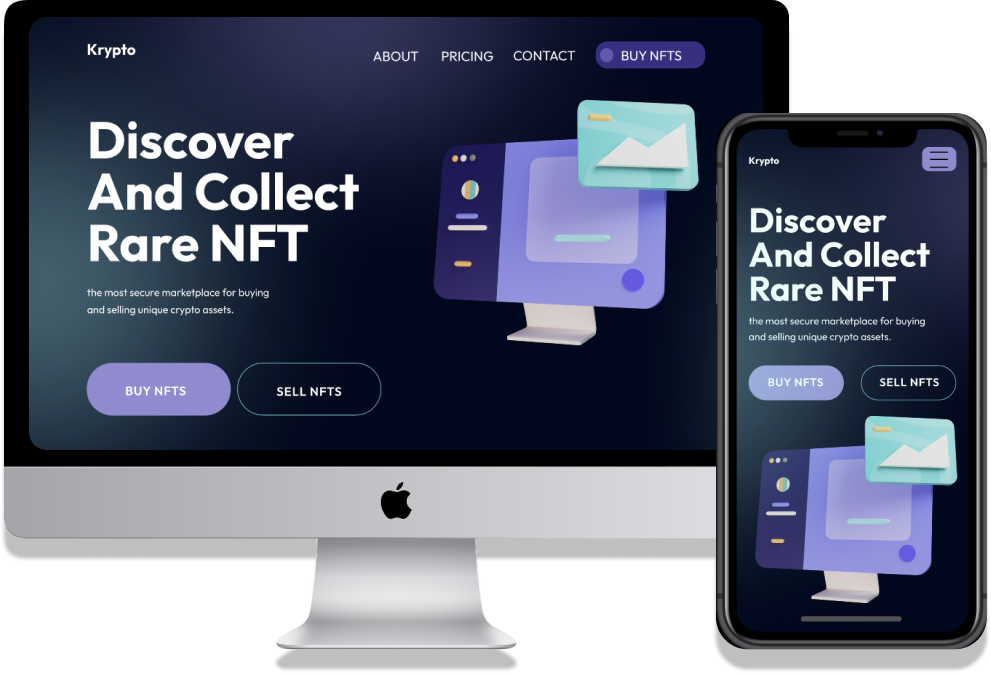 Krypto
ABOUT PRICING CONTACT BUY NFTS
Discover
And Collect
Rare NFT
the most secure marketplace for buying
and selling unique crypto assets.
BUY NFTS SELL NFTS
Krypto
Discover
And Collect
Rare NFT
the most secure marketplace for buying
and selling unique crypto assets.
BUY NFTS SELL NFTS